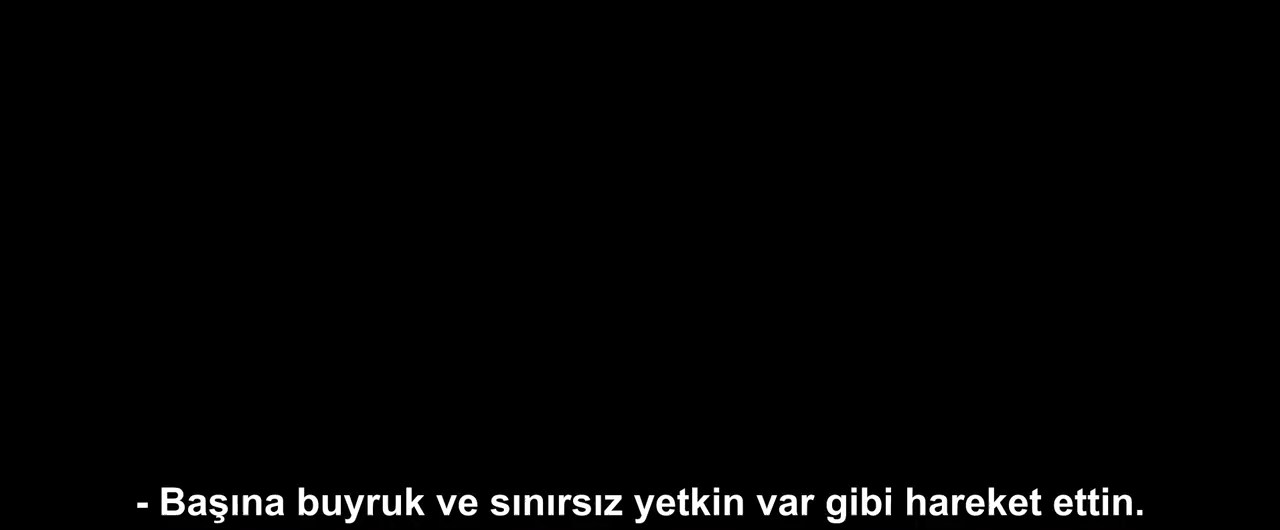 - Başına buyruk ve sınırsız yetkin var gibi hareket ettin.